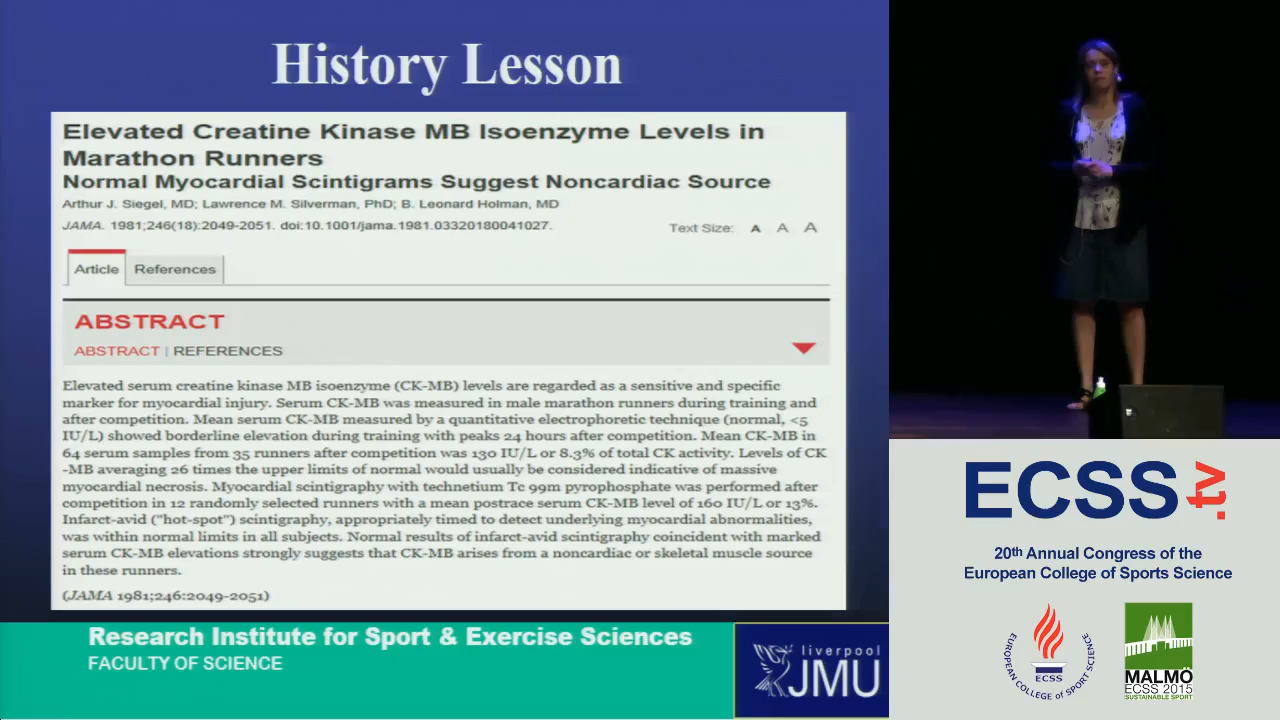 History Lesson
Elevated Creatine Kinase MB Isoenzyme Levels in
Marathon Runners
Normal Myocardial Scintigrams Suggest Noncardiac Source
Arthur J. Siegel, MD; Lawrence M. Silverman, PhD; B. Leonard Holman, MD
JAMA. 1981;246(18):2049-2051. doi:10.1001/jama.1981.03320180041027.
Text Size: A A A
Article References
ABSTRACT
ABSTRACT | REFERENCES
Elevated serum creatine kinase MB isoenzyme (CK-MB) levels are regarded as a sensitive and specific
marker for myocardial injury. Serum CK-MB was measured in male marathon runners during training and
after competition. Mean serum CK-MB measured by a quantitative electrophoretic technique (normal, <5
IU/L) showed borderline elevation during training with peaks 24 hours after competition. Mean CK-MB in
64 serum samples from 35 runners after competition was 130 IU/L or 8.3% of total CK activity. Levels of CK
-MB averaging 26 times the upper limits of normal would usually be considered indicative of massive
myocardial necrosis. Myocardial scintigraphy with technetium Tc 99m pyrophosphate was performed after
competition in 12 randomly selected runners with a mean postrace serum CK-MB level of 160 IU/L or 13%.
Infarct-avid ("hot-spot") scintigraphy, appropriately timed to detect underlying myocardial abnormalities,
was within normal limits in all subjects. Normal results of infarct-avid scintigraphy coincident with marked
serum CK-MB elevations strongly suggests that CK-MB arises from a noncardiac or skeletal muscle source
in these runners.
(JAMA 1981;246:2049-2051)
Research Institute for Sport & Exercise Sciences
FACULTY OF SCIENCE
liverpool
JMU
ECSS.tv
20th Annual Congress of the
European College of Sports Science
EUROPEAN COLLEGE OF SPORT SCIENCE
ECSS
MALMÖ
ECSS 2015
SUSTAINABLE SPORT